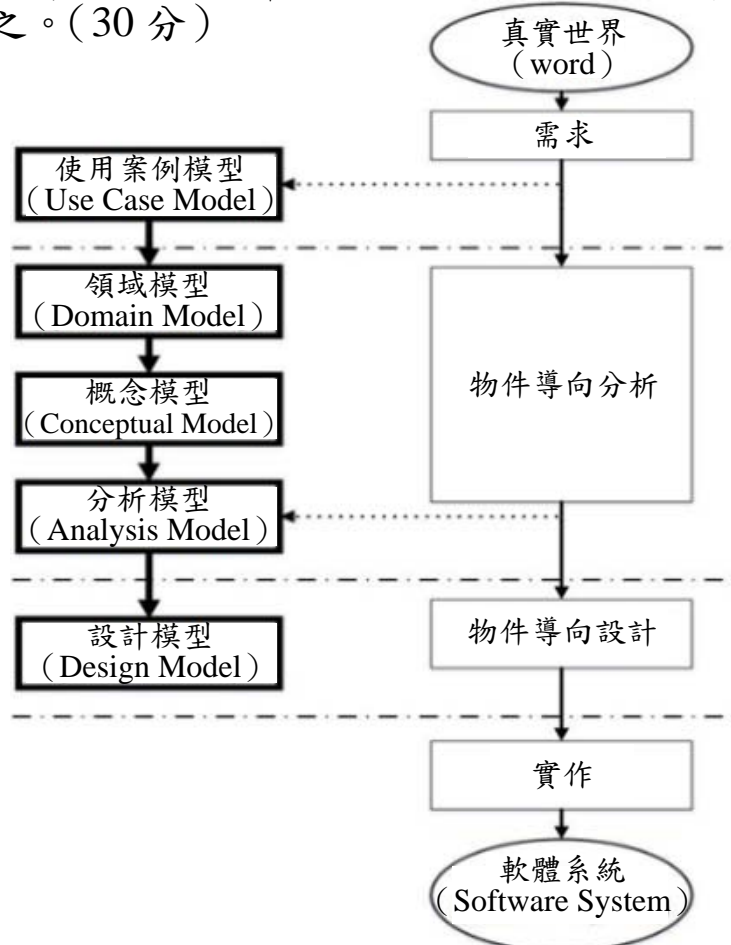 之。(30 分)
真實世界
(word)
需求
使用案例模型
(Use Case Model)
領域模型
(Domain Model)
概念模型
(Conceptual Model)
分析模型
(Analysis Model)
設計模型
(Design Model)
物件導向分析
物件導向設計
實作
軟體系統
(Software System)